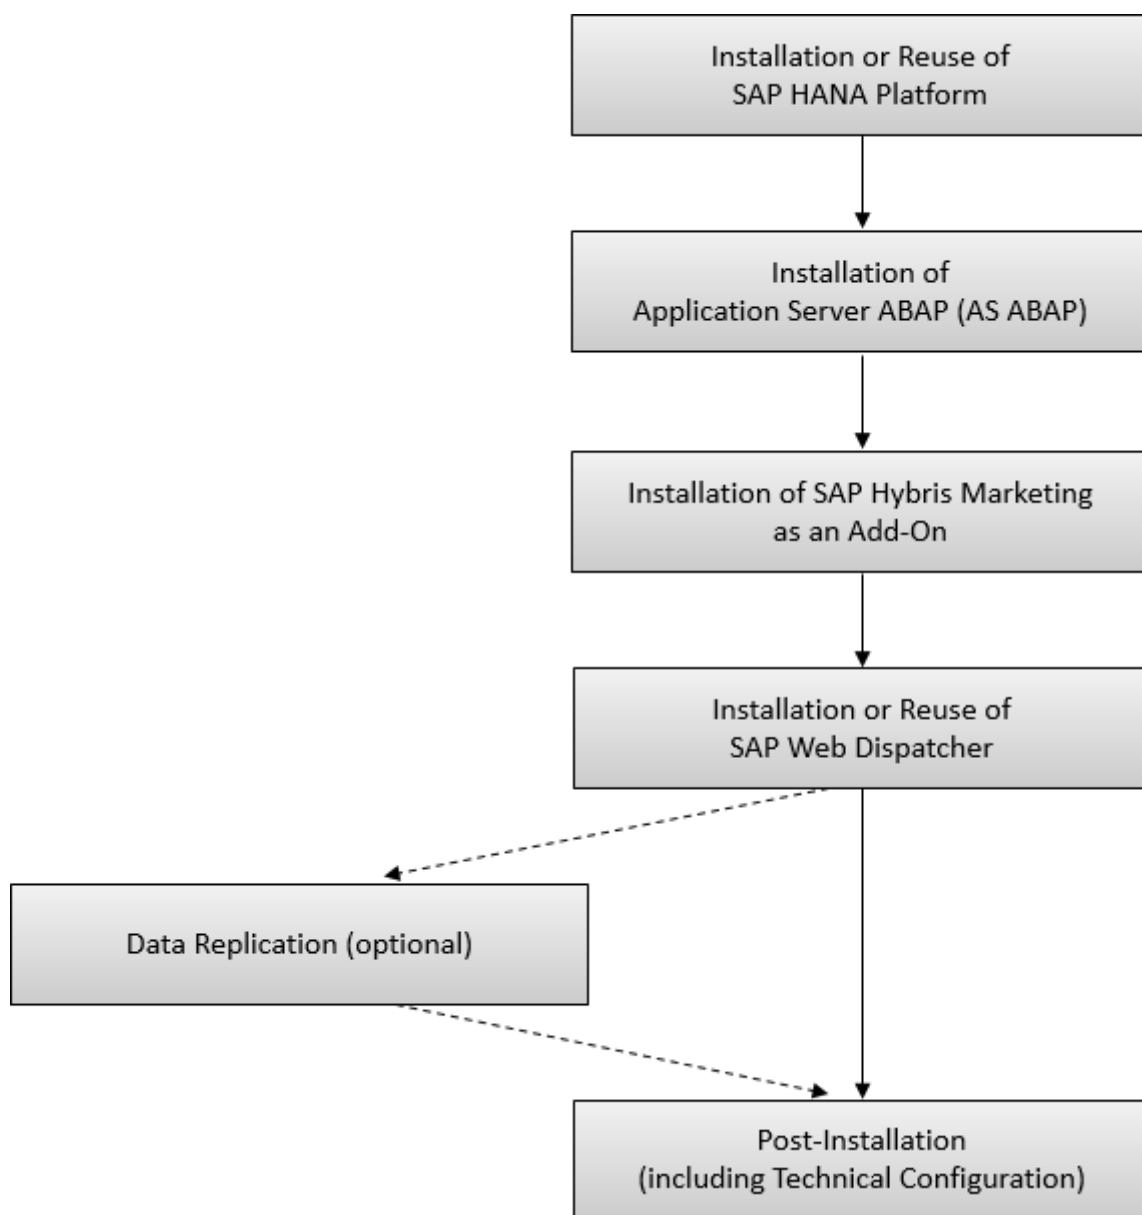 Installation or Reuse of
SAP HANA Platform
Installation of
Application Server ABAP (AS ABAP)
Installation of SAP Hybris Marketing
as an Add-On
Installation or Reuse of
SAP Web Dispatcher
Data Replication (optional)
Post-Installation
(including Technical Configuration)